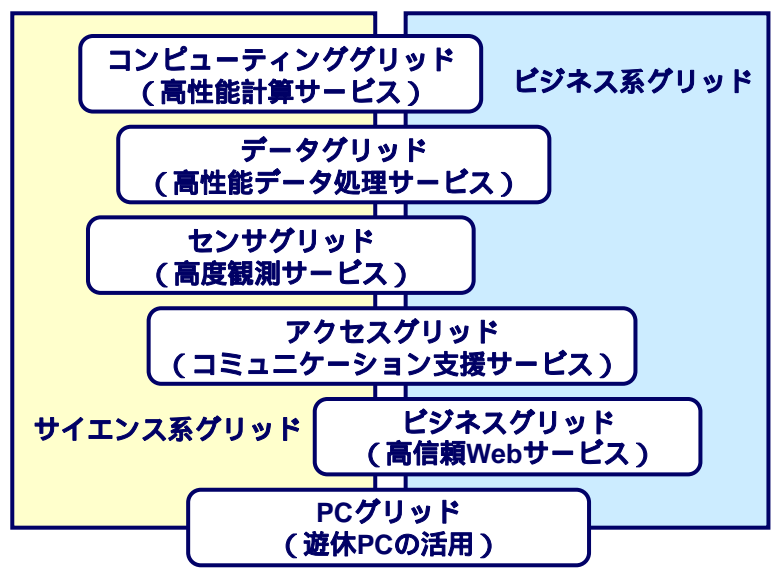 コンピューティンググリッド
（高性能計算サービス）
ビジネス系グリッド
データグリッド
（高性能データ処理サービス）
センサグリッド
（高度観測サービス）
アクセスグリッド
（コミュニケーション支援サービス）
サイエンス系グリッド
ビジネスグリッド
（高信頼Webサービス）
PCグリッド
（遊休PCの活用）